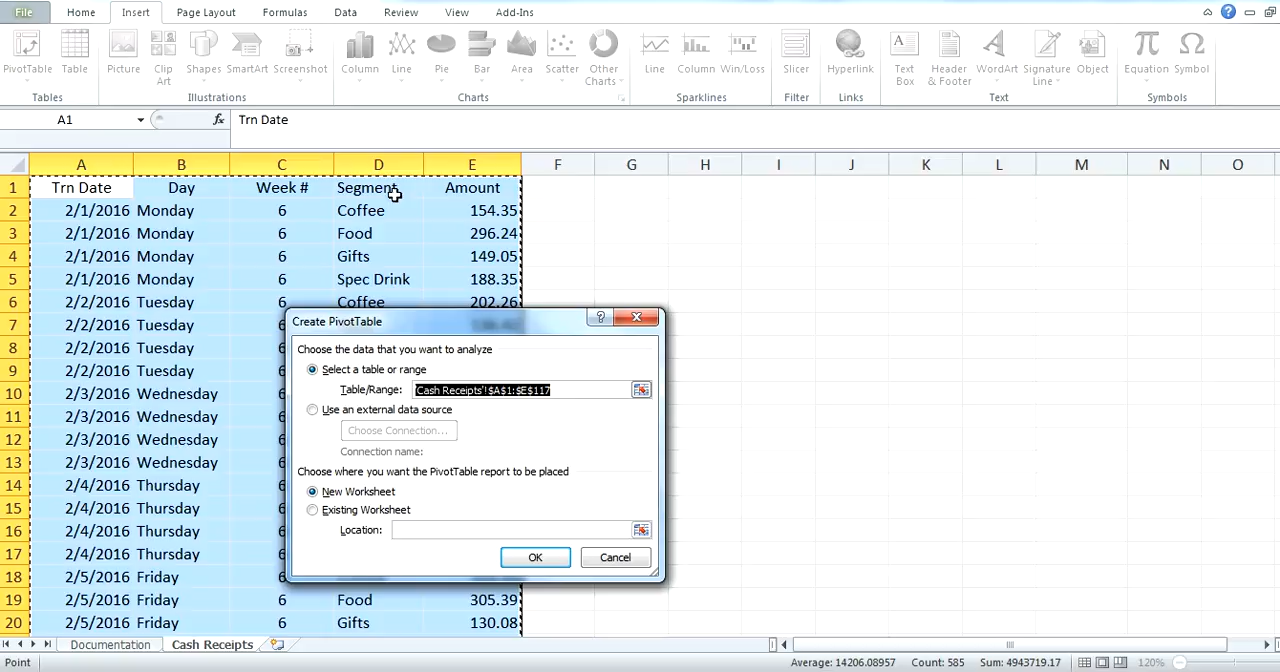 File Home Insert Page Layout Formulas Data Review View Add-Ins
PivotTable Table Picture Clip Art Shapes SmartArt Screenshot Column Line Pie Bar Area Scatter Other Charts Line Column Win/Loss Slicer Hyperlink Text Box Header & Footer WordArt Signature Line Object Equation Symbol
Tables Illustrations Charts Sparklines Filter Links Text Symbols
A1 fx Trn Date
A B C D E F G H I J K L M N O
1 Trn Date Day Week # Segment Amount
2 2/1/2016 Monday 6 Coffee 154.35
3 2/1/2016 Monday 6 Food 296.24
4 2/1/2016 Monday 6 Gifts 149.05
5 2/1/2016 Monday 6 Spec Drink 188.35
6 2/2/2016 Tuesday 6 Coffee 202.26
7 2/2/2016 Tuesday 6
8 2/2/2016 Tuesday 6
9 2/2/2016 Tuesday 6
10 2/3/2016 Wednesday 6
11 2/3/2016 Wednesday 6
12 2/3/2016 Wednesday 6
13 2/3/2016 Wednesday 6
14 2/4/2016 Thursday 6
15 2/4/2016 Thursday 6
16 2/4/2016 Thursday 6
17 2/4/2016 Thursday 6
18 2/5/2016 Friday 6
19 2/5/2016 Friday 6 Food 305.39
20 2/5/2016 Friday 6 Gifts 130.08
Create PivotTable
Choose the data that you want to analyze
Select a table or range
Table/Range: 'Cash Receipts'!$A$1:$E$117
Use an external data source
Choose Connection...
Connection name:
Choose where you want the PivotTable report to be placed
New Worksheet
Existing Worksheet
Location:
OK Cancel
Documentation Cash Receipts
Point Average: 14206.08957 Count: 585 Sum: 4943719.17 120%